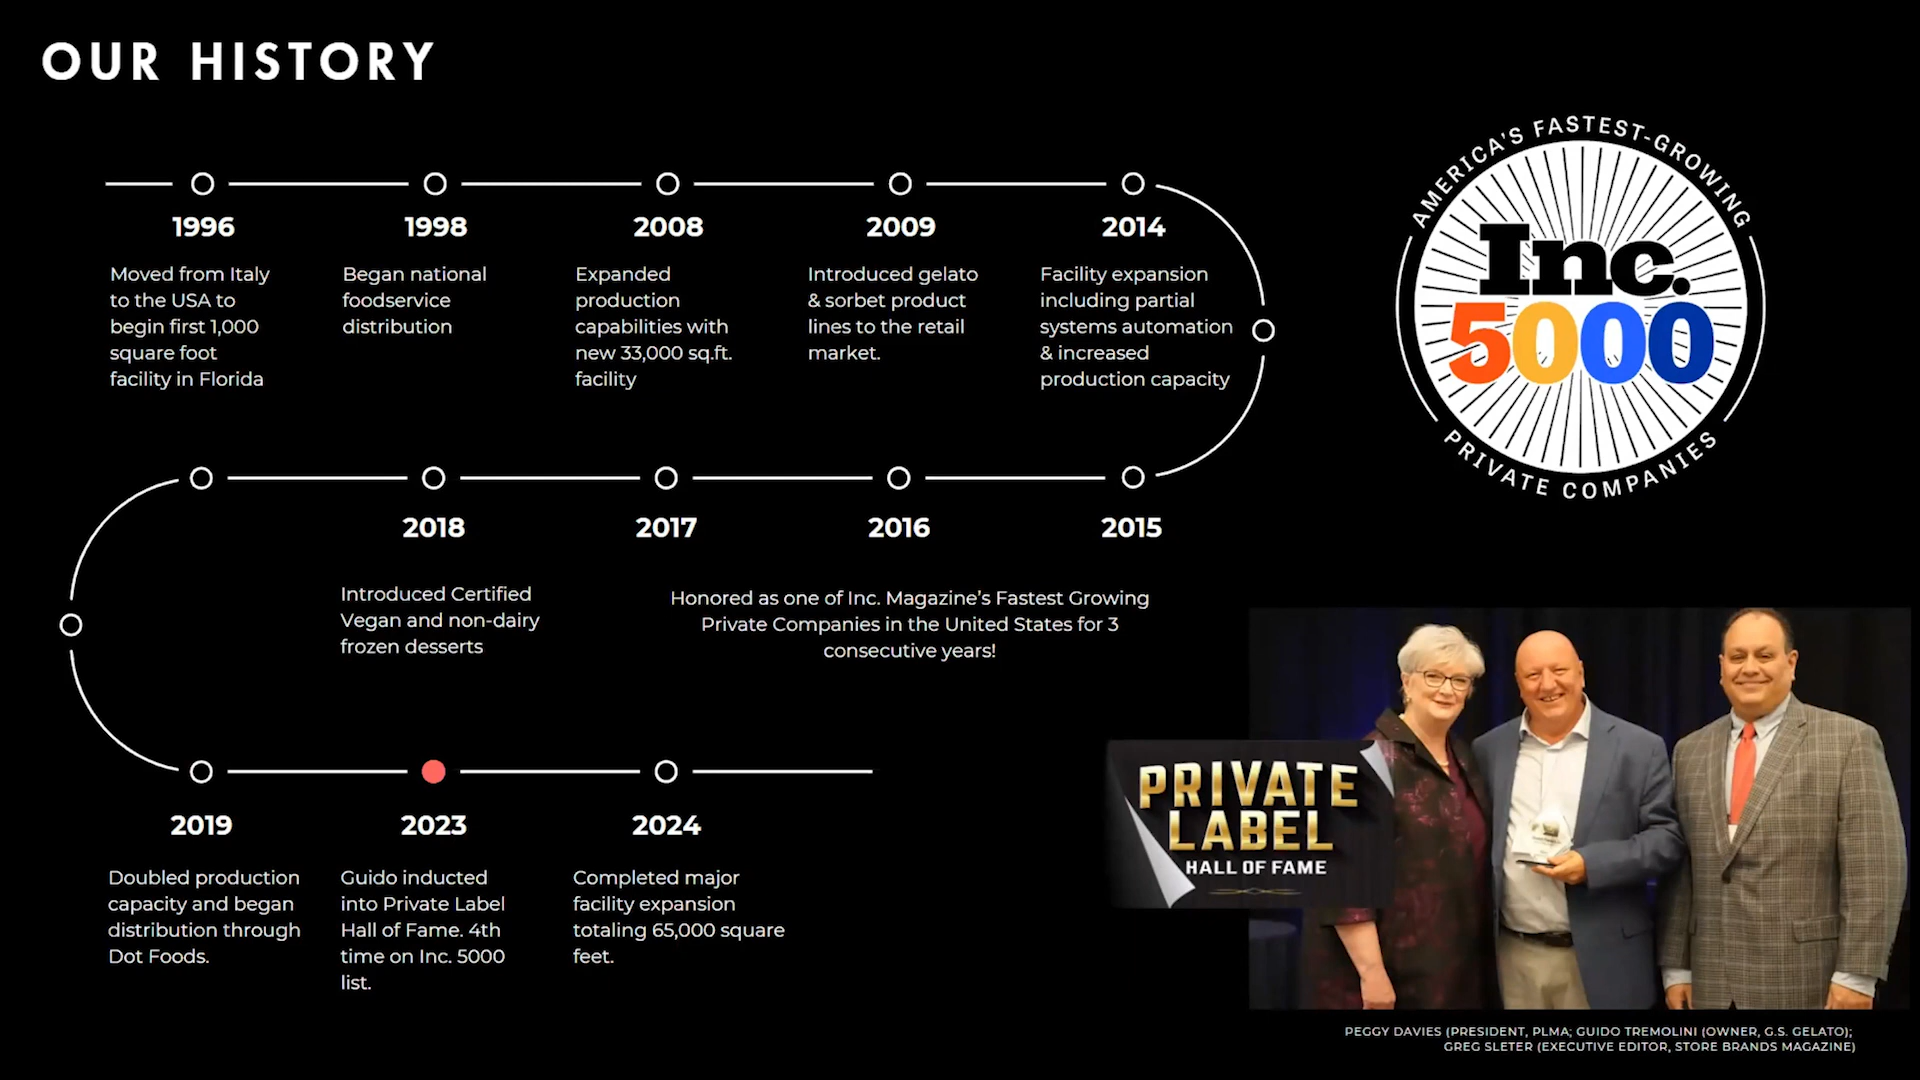 OUR HISTORY
1996
Moved from Italy
to the USA to
begin first 1,000
square foot
facility in Florida
1998
Began national
foodservice
distribution
2008
Expanded
production
capabilities with
new 33,000 sq.ft.
facility
2009
Introduced gelato
& sorbet product
lines to the retail
market.
2014
Facility expansion
including partial
systems automation
& increased
production capacity
2018
Introduced Certified
Vegan and non-dairy
frozen desserts
2017
2016
2015
Honored as one of Inc. Magazine’s Fastest Growing
Private Companies in the United States for 3
consecutive years!
2019
Doubled production
capacity and began
distribution through
Dot Foods.
2023
Guido inducted
into Private Label
Hall of Fame. 4th
time on Inc. 5000
list.
2024
Completed major
facility expansion
totaling 65,000 square
feet.
AMERICA'S FASTEST-GROWING
Inc.
5000
PRIVATE COMPANIES
PRIVATE
LABEL
HALL OF FAME
PEGGY DAVIES (PRESIDENT, PLMA; GUIDO TREMOLINI (OWNER, G.S. GELATO);
GREG SLETER (EXECUTIVE EDITOR, STORE BRANDS MAGAZINE)